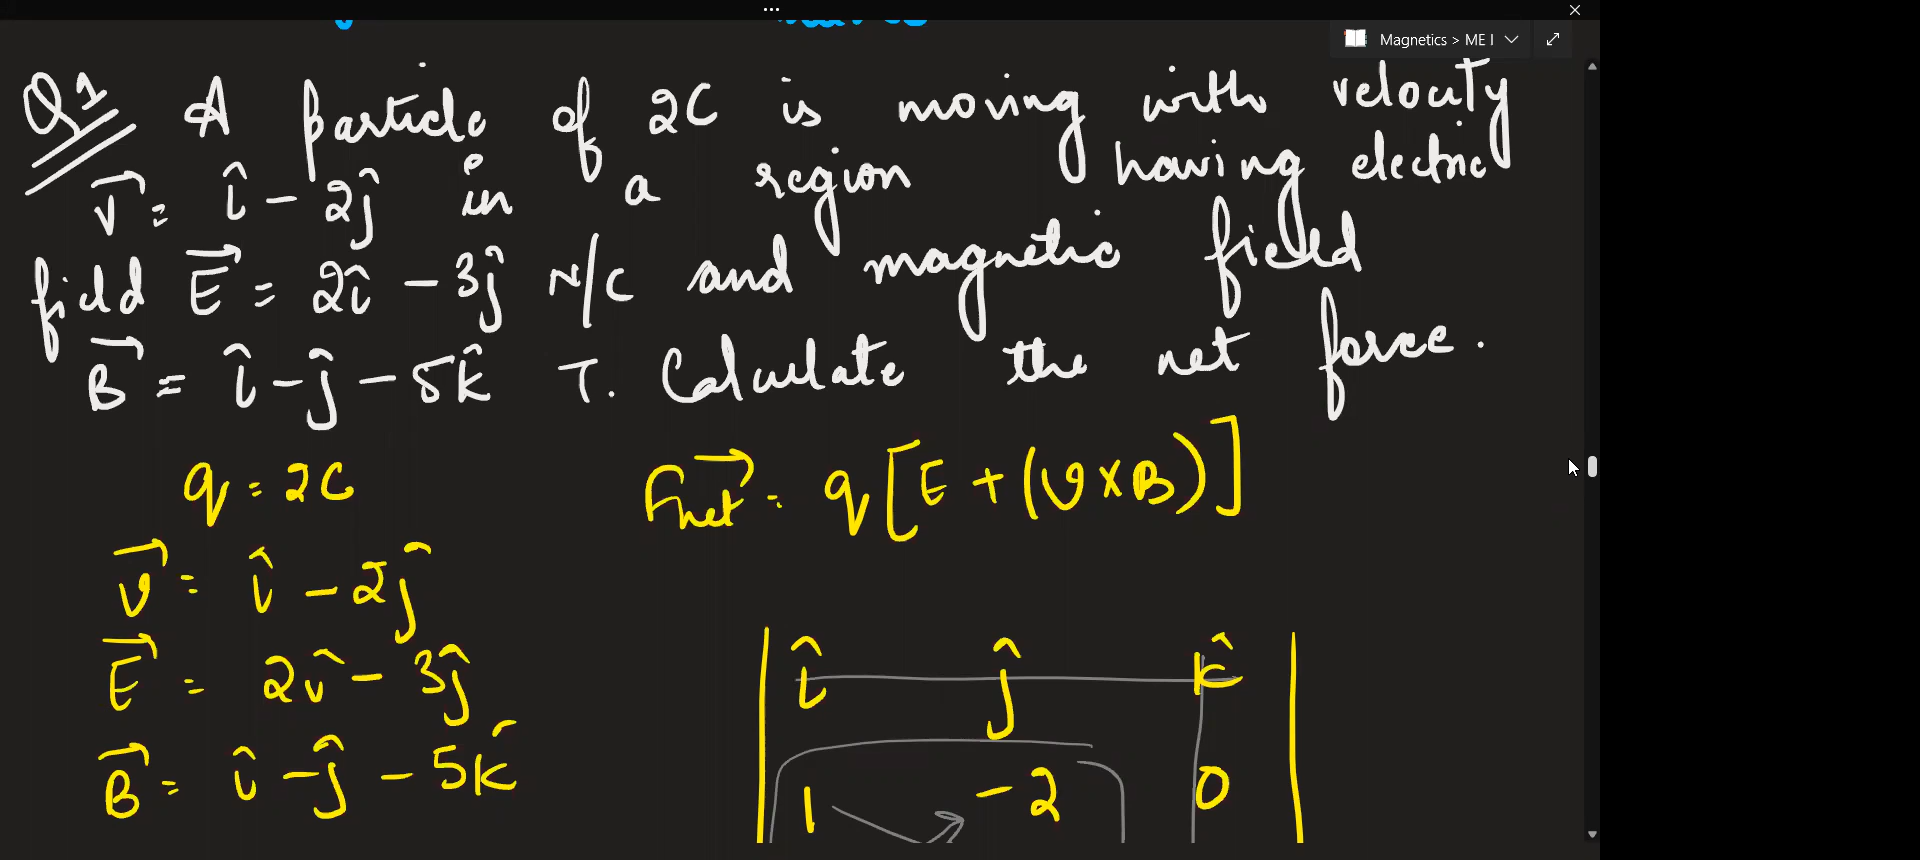 Magnetics > ME I
Q1 A particle of 2C is moving with velocity
v⃗ = î - 2ĵ in a region having electric
field E⃗ = 2î - 3ĵ N/C and magnetic field
B⃗ = î - ĵ - 5k̂ T. Calculate the net force.
q = 2C
F⃗net = q[E + (v×B)]
v⃗ = î - 2ĵ
E⃗ = 2î - 3ĵ
B⃗ = î - ĵ - 5k̂
î ĵ k̂
1 -2 0